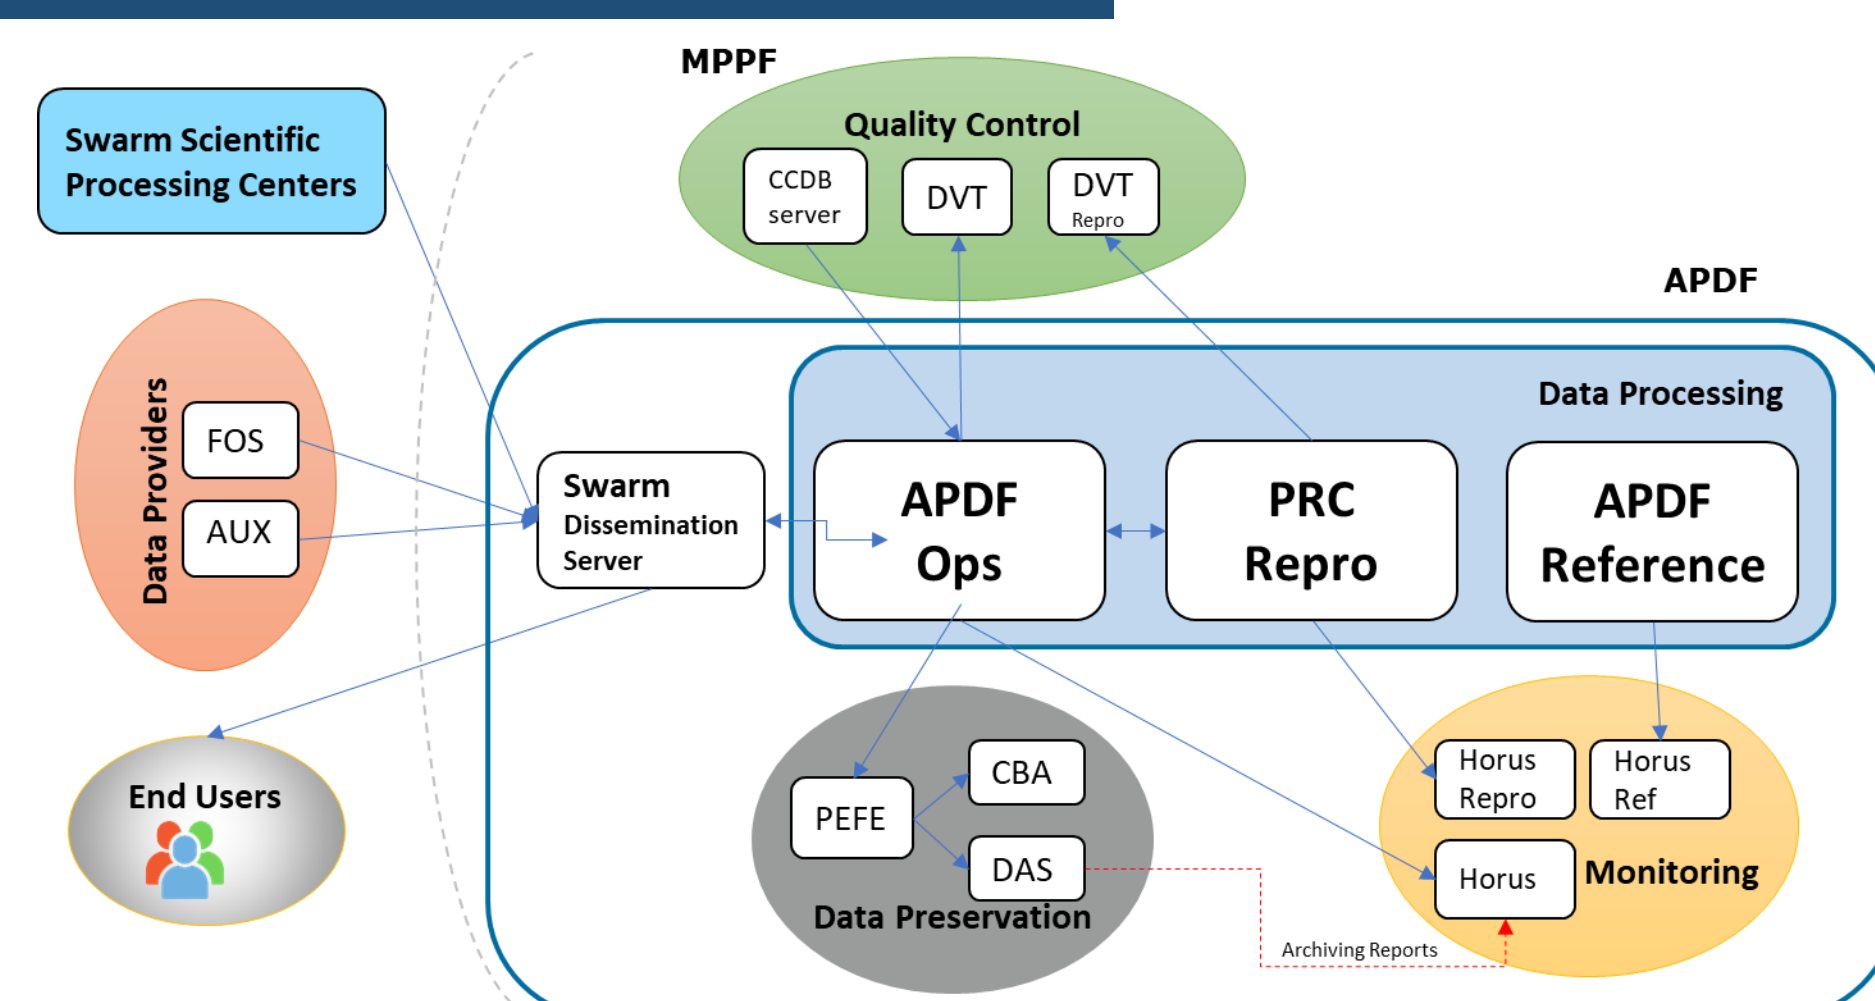 MPPF
Swarm Scientific
Processing Centers
Quality Control
CCDB
server
DVT
DVT
Repro
APDF
Data Processing
Data Providers
FOS
AUX
Swarm
Dissemination
Server
APDF
Ops
PRC
Repro
APDF
Reference
End Users
PEFE
CBA
DAS
Data Preservation
Horus
Repro
Horus
Ref
Horus
Monitoring
Archiving Reports